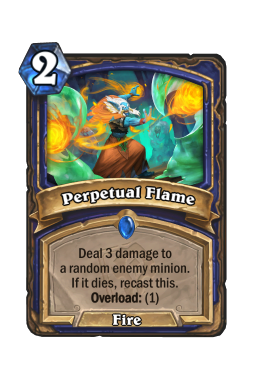 2
Perpetual Flame
Deal 3 damage to
a random enemy minion.
If it dies, recast this.
Overload: (1)
Fire